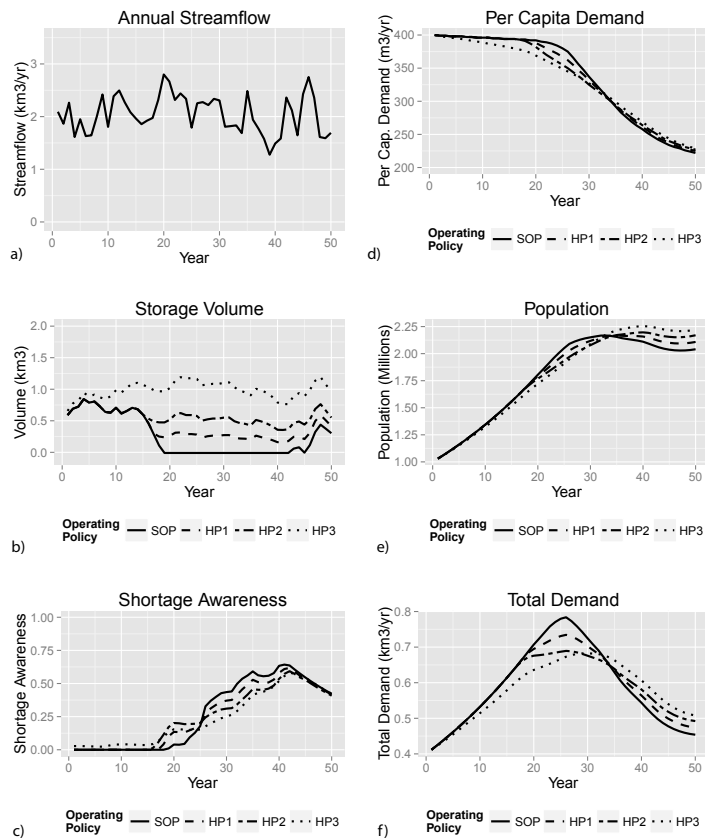 Annual Streamflow
Streamflow (km3/yr)
3
2
1
0
0 10 20 30 40 50
Year
a)
Per Capita Demand
Per Cap. Demand (m3/yr)
400
350
300
250
200
0 10 20 30 40 50
Year
Operating Policy SOP HP1 HP2 HP3
d)
Storage Volume
Volume (km3)
2.0
1.5
1.0
0.5
0.0
0 10 20 30 40 50
Year
Operating Policy SOP HP1 HP2 HP3
b)
Population
Population (Millions)
2.25
2.00
1.75
1.50
1.25
1.00
0 10 20 30 40 50
Year
Operating Policy SOP HP1 HP2 HP3
e)
Shortage Awareness
Shortage Awareness
1.00
0.75
0.50
0.25
0.00
0 10 20 30 40 50
Year
Operating Policy SOP HP1 HP2 HP3
c)
Total Demand
Total Demand (km3/yr)
0.8
0.7
0.6
0.5
0.4
0 10 20 30 40 50
Year
Operating Policy SOP HP1 HP2 HP3
f)